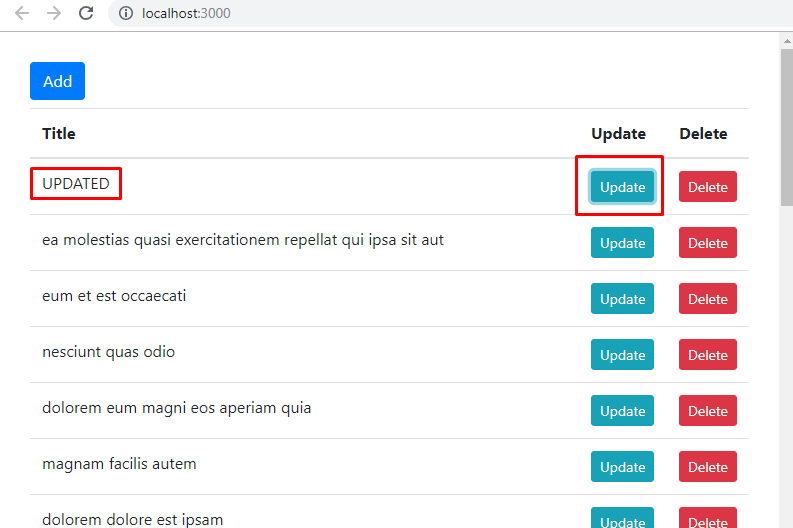 localhost:3000
Add
Title Update Delete
UPDATED Update Delete
ea molestias quasi exercitationem repellat qui ipsa sit aut Update Delete
eum et est occaecati Update Delete
nesciunt quas odio Update Delete
dolorem eum magni eos aperiam quia Update Delete
magnam facilis autem Update Delete
dolorem dolore est ipsam Update Delete